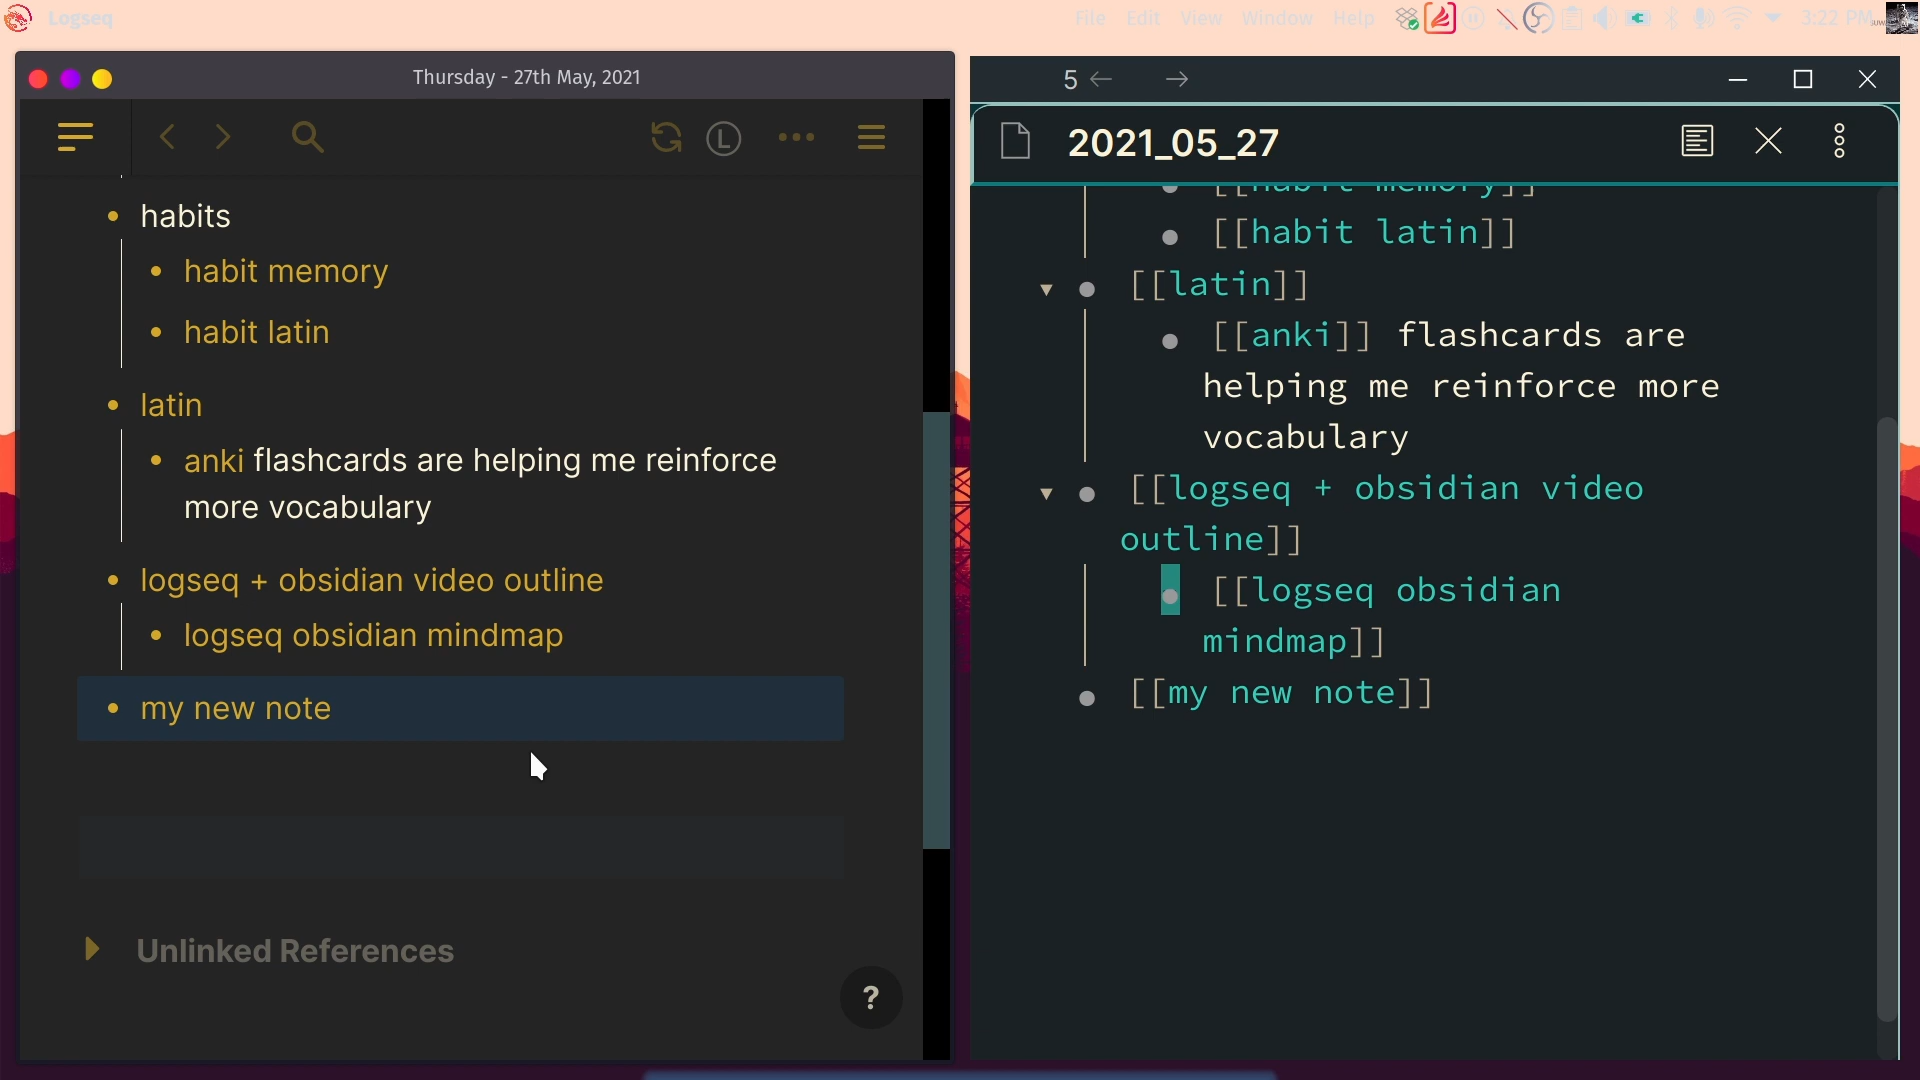 Logseq
File Edit View Window Help
3:22 PM
Thursday - 27th May, 2021
L
habits
habit memory
habit latin
latin
anki flashcards are helping me reinforce
more vocabulary
logseq + obsidian video outline
logseq obsidian mindmap
my new note
Unlinked References
?
5
2021_05_27
[[habit memory]]
[[habit latin]]
[[latin]]
[[anki]] flashcards are
helping me reinforce more
vocabulary
[[logseq + obsidian video
outline]]
[[logseq obsidian
mindmap]]
[[my new note]]